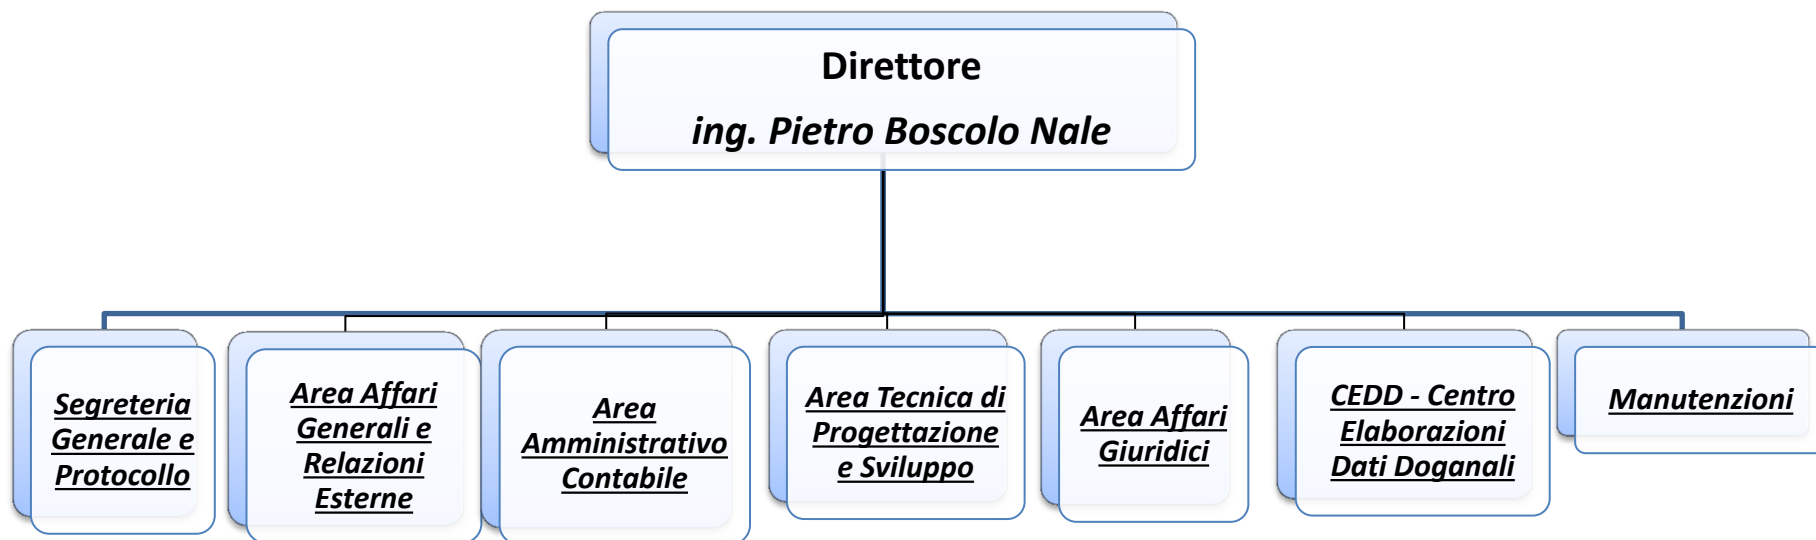 Direttore
ing. Pietro Boscolo Nale
Segreteria
Generale e
Protocollo
Area Affari
Generali e
Relazioni
Esterne
Area
Amministrativo
Contabile
Area Tecnica di
Progettazione
e Sviluppo
Area Affari
Giuridici
CEDD - Centro
Elaborazioni
Dati Doganali
Manutenzioni